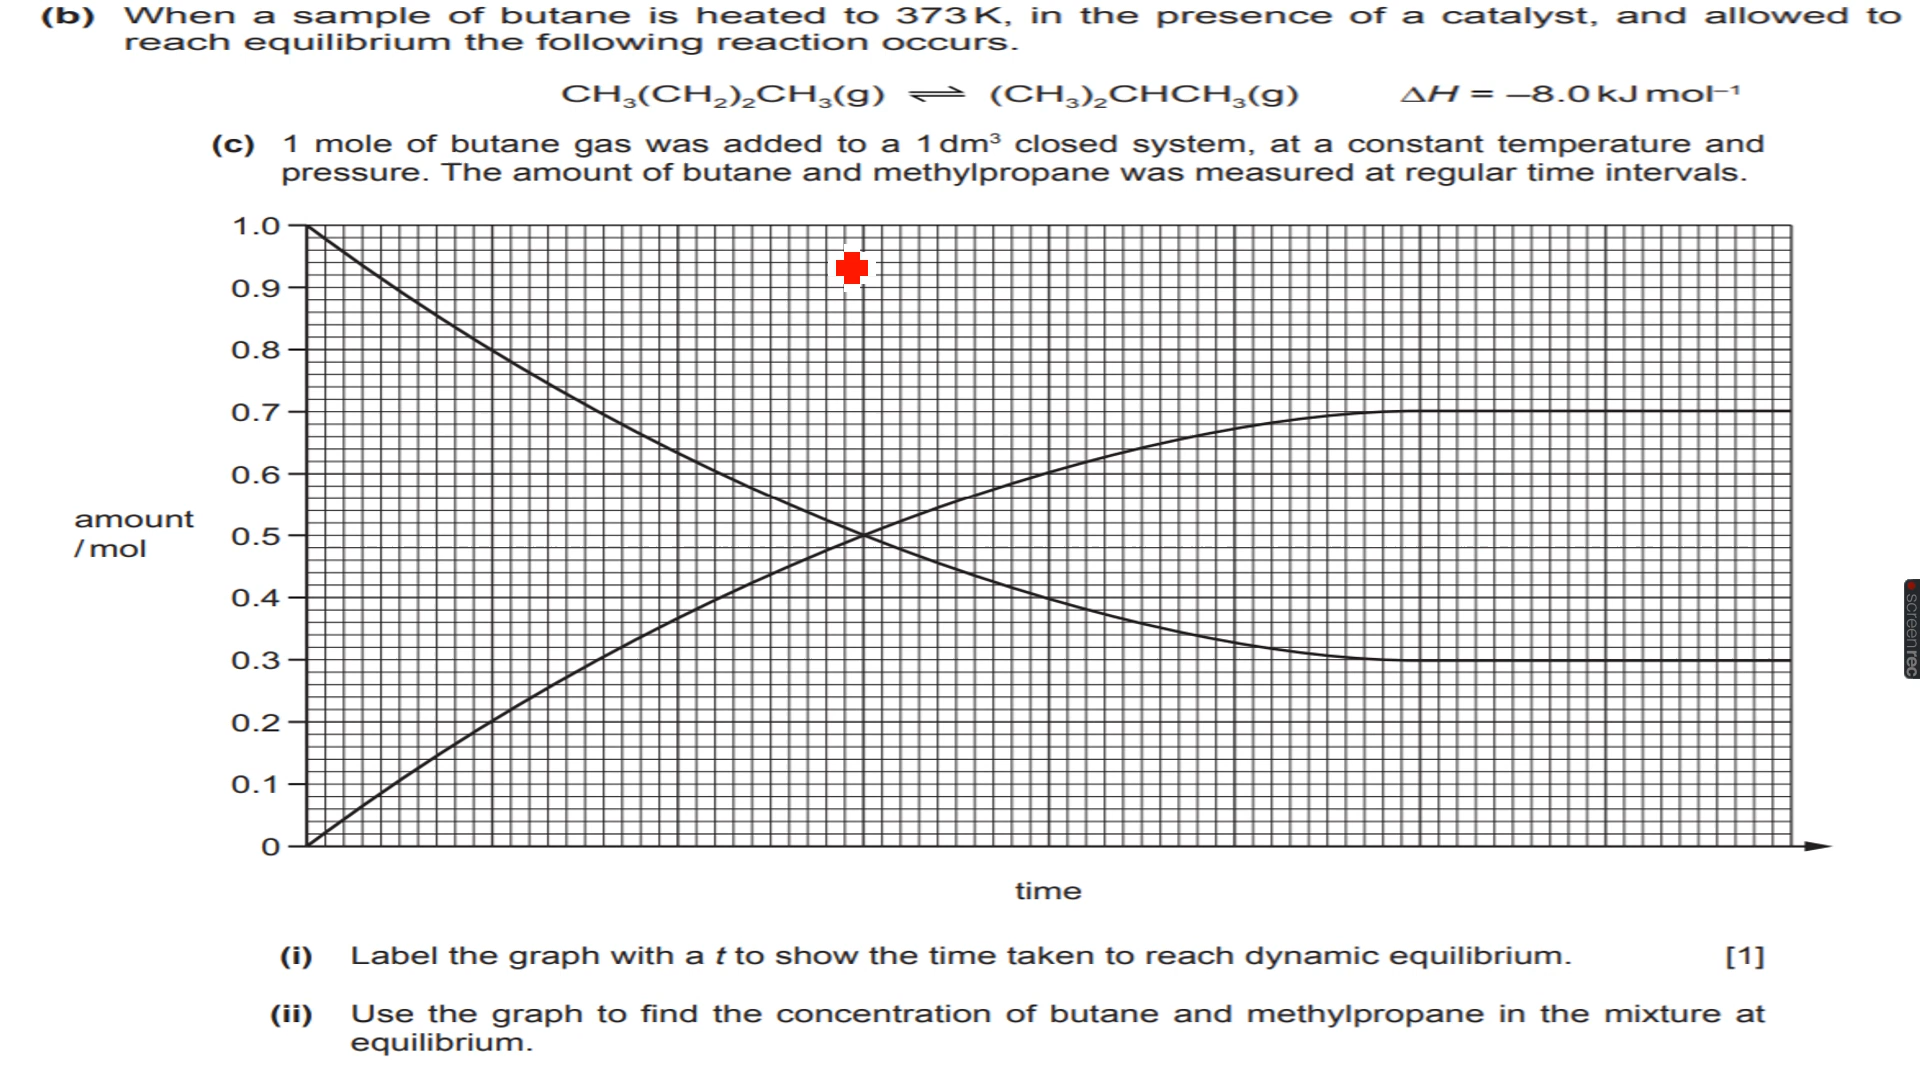 (b) When a sample of butane is heated to 373 K, in the presence of a catalyst, and allowed to
reach equilibrium the following reaction occurs.
CH₃(CH₂)₂CH₃(g) ⇌ (CH₃)₂CHCH₃(g) ΔH = –8.0 kJ mol⁻¹
(c) 1 mole of butane gas was added to a 1 dm³ closed system, at a constant temperature and
pressure. The amount of butane and methylpropane was measured at regular time intervals.
1.0
0.9
0.8
0.7
0.6
amount
/ mol
0.5
0.4
0.3
0.2
0.1
0
time
(i) Label the graph with a t to show the time taken to reach dynamic equilibrium. [1]
(ii) Use the graph to find the concentration of butane and methylpropane in the mixture at
equilibrium.
screenrec